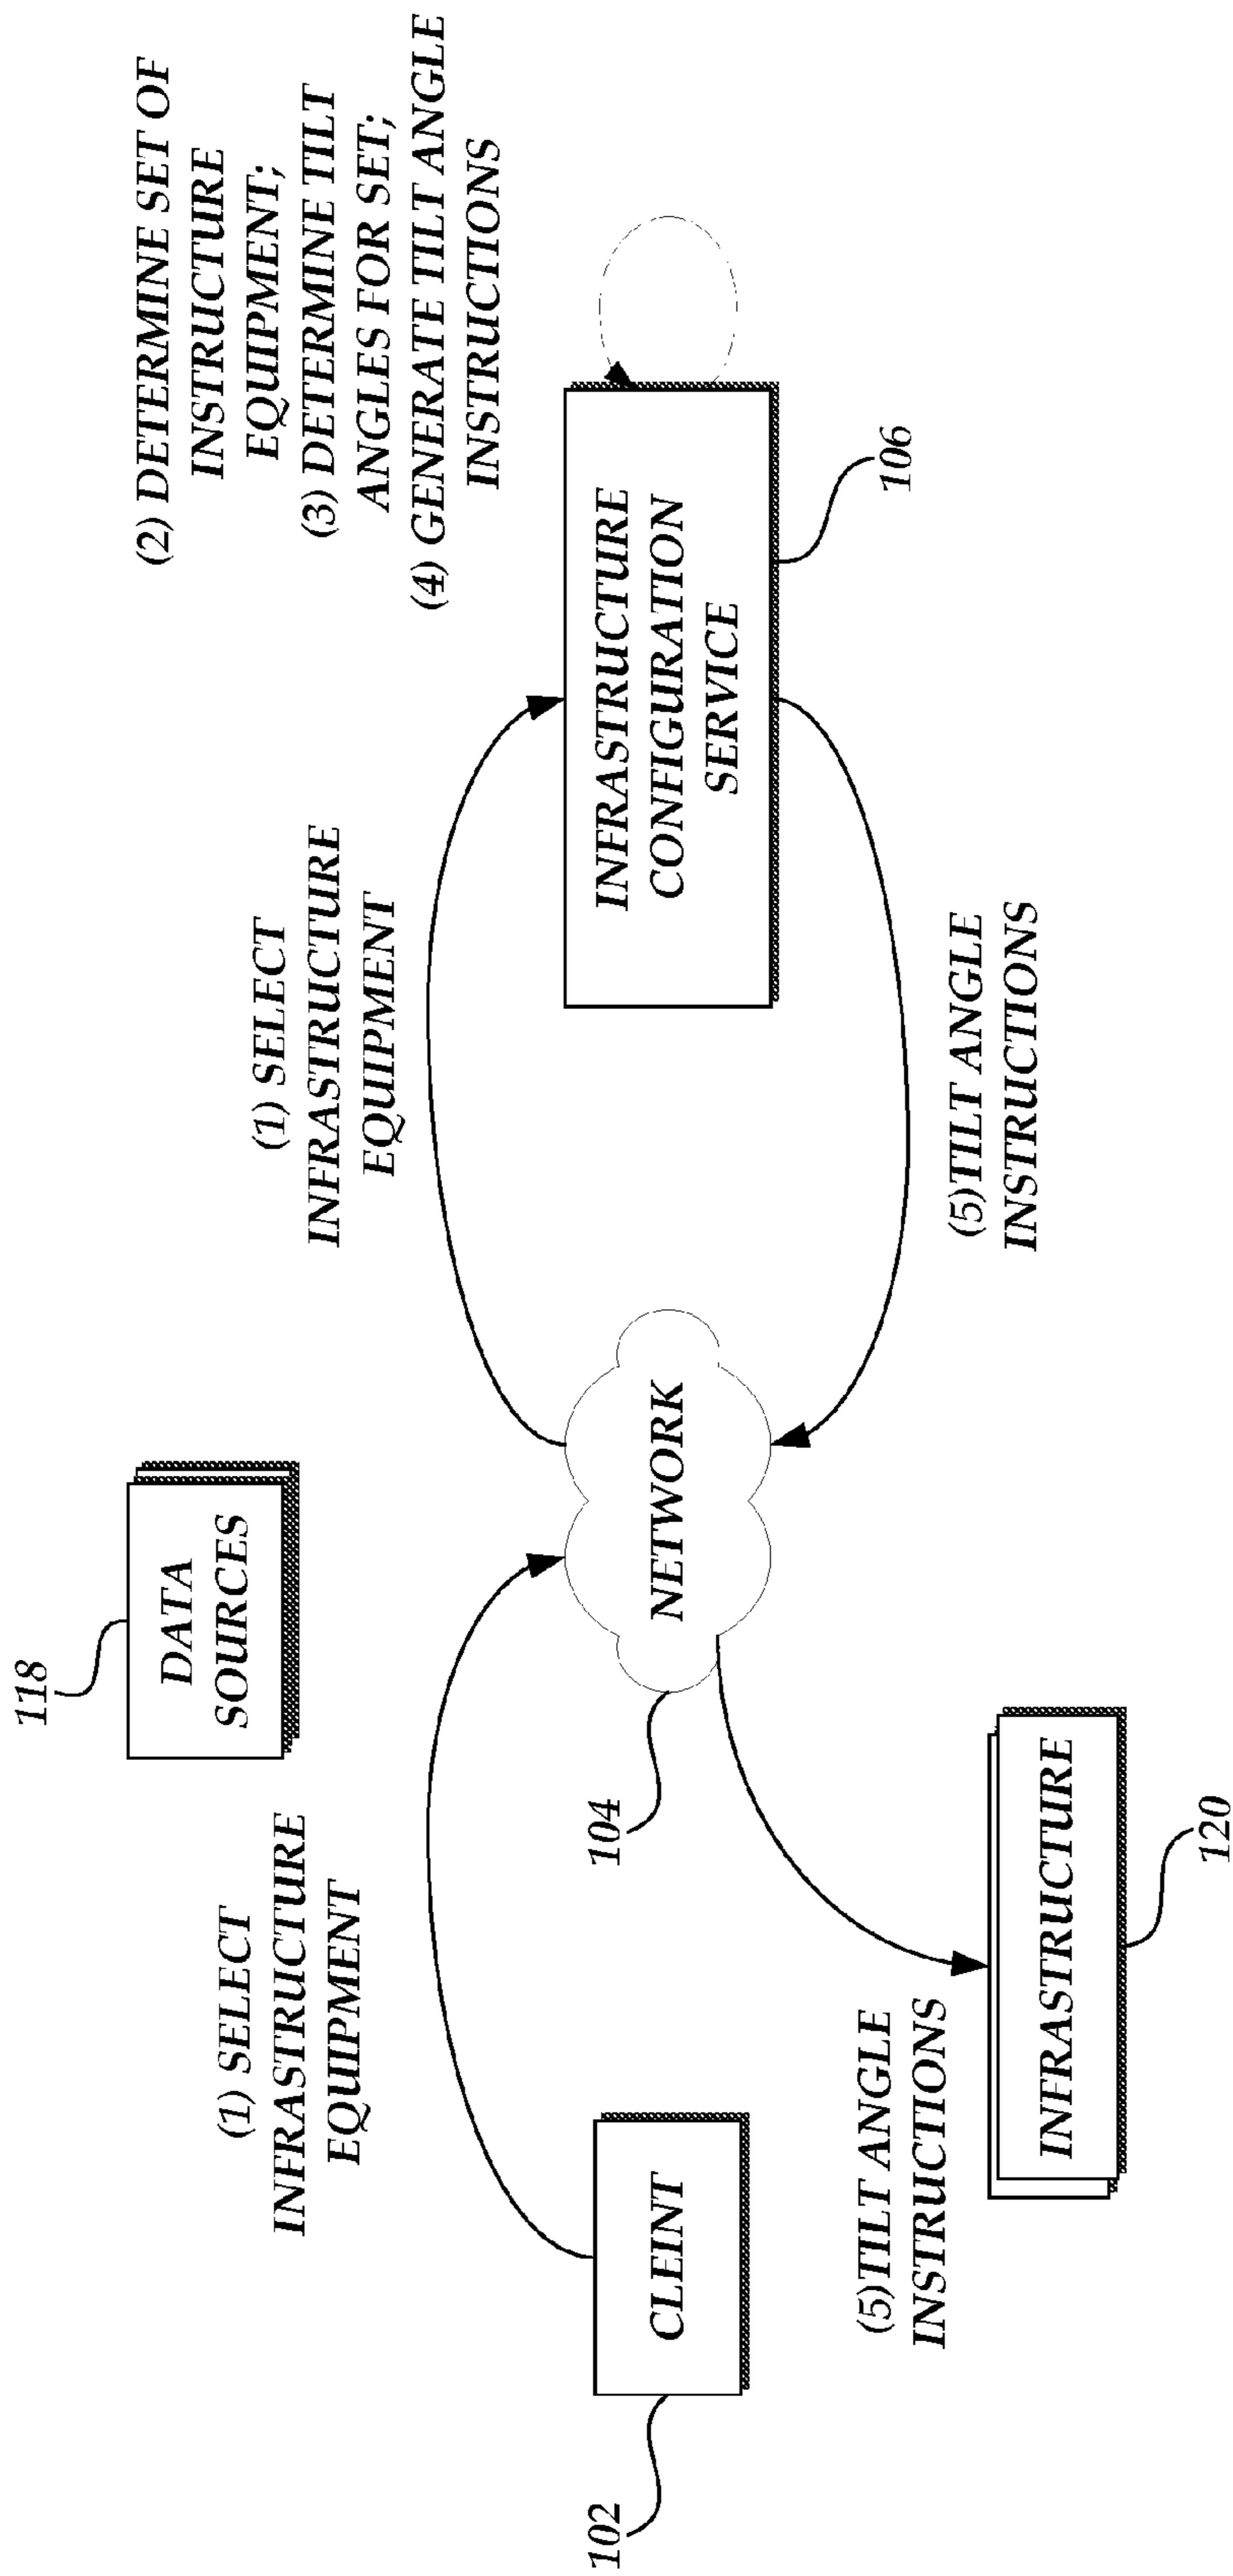 118
DATA
SOURCES
(1) SELECT
INFRASTRUCTURE
EQUIPMENT
(1) SELECT
INFRASTRUCTURE
EQUIPMENT
(2) DETERMINE SET OF
INSTRUCTURE
EQUIPMENT;
(3) DETERMINE TILT
ANGLES FOR SET;
(4) GENERATE TILT ANGLE
INSTRUCTIONS
102
CLEINT
104
NETWORK
INFRASTRUCTURE
CONFIGURATION
SERVICE
106
(5)TILT ANGLE
INSTRUCTIONS
(5)TILT ANGLE
INSTRUCTIONS
INFRASTRUCTURE
120